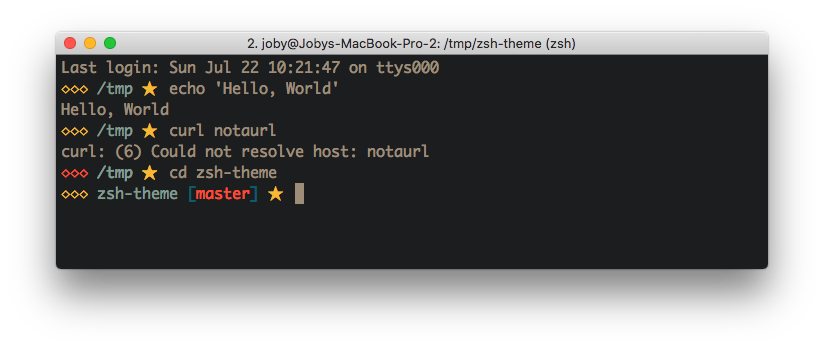 2. joby@Jobys-MacBook-Pro-2: /tmp/zsh-theme (zsh)
Last login: Sun Jul 22 10:21:47 on ttys000
⋄⋄⋄ /tmp ★ echo 'Hello, World'
Hello, World
⋄⋄⋄ /tmp ★ curl notaurl
curl: (6) Could not resolve host: notaurl
⋄⋄⋄ /tmp ★ cd zsh-theme
⋄⋄⋄ zsh-theme [master] ★